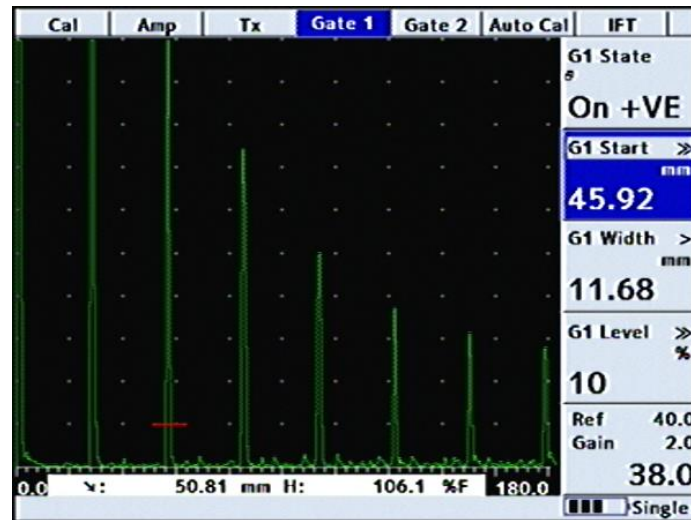 Cal Amp Tx Gate 1 Gate 2 Auto Cal IFT
G1 State
On +VE
G1 Start >>
mm
45.92
G1 Width >
mm
11.68
G1 Level >>
%
10
Ref 40.0
Gain 2.0
38.0
0.0 50.81 mm H: 106.1 %F 180.0
Single